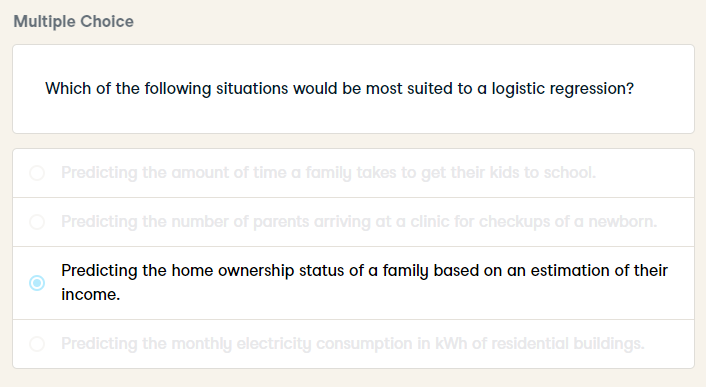 Multiple Choice
Which of the following situations would be most suited to a logistic regression?
Predicting the amount of time a family takes to get their kids to school.
Predicting the number of parents arriving at a clinic for checkups of a newborn.
Predicting the home ownership status of a family based on an estimation of their
income.
Predicting the monthly electricity consumption in kWh of residential buildings.